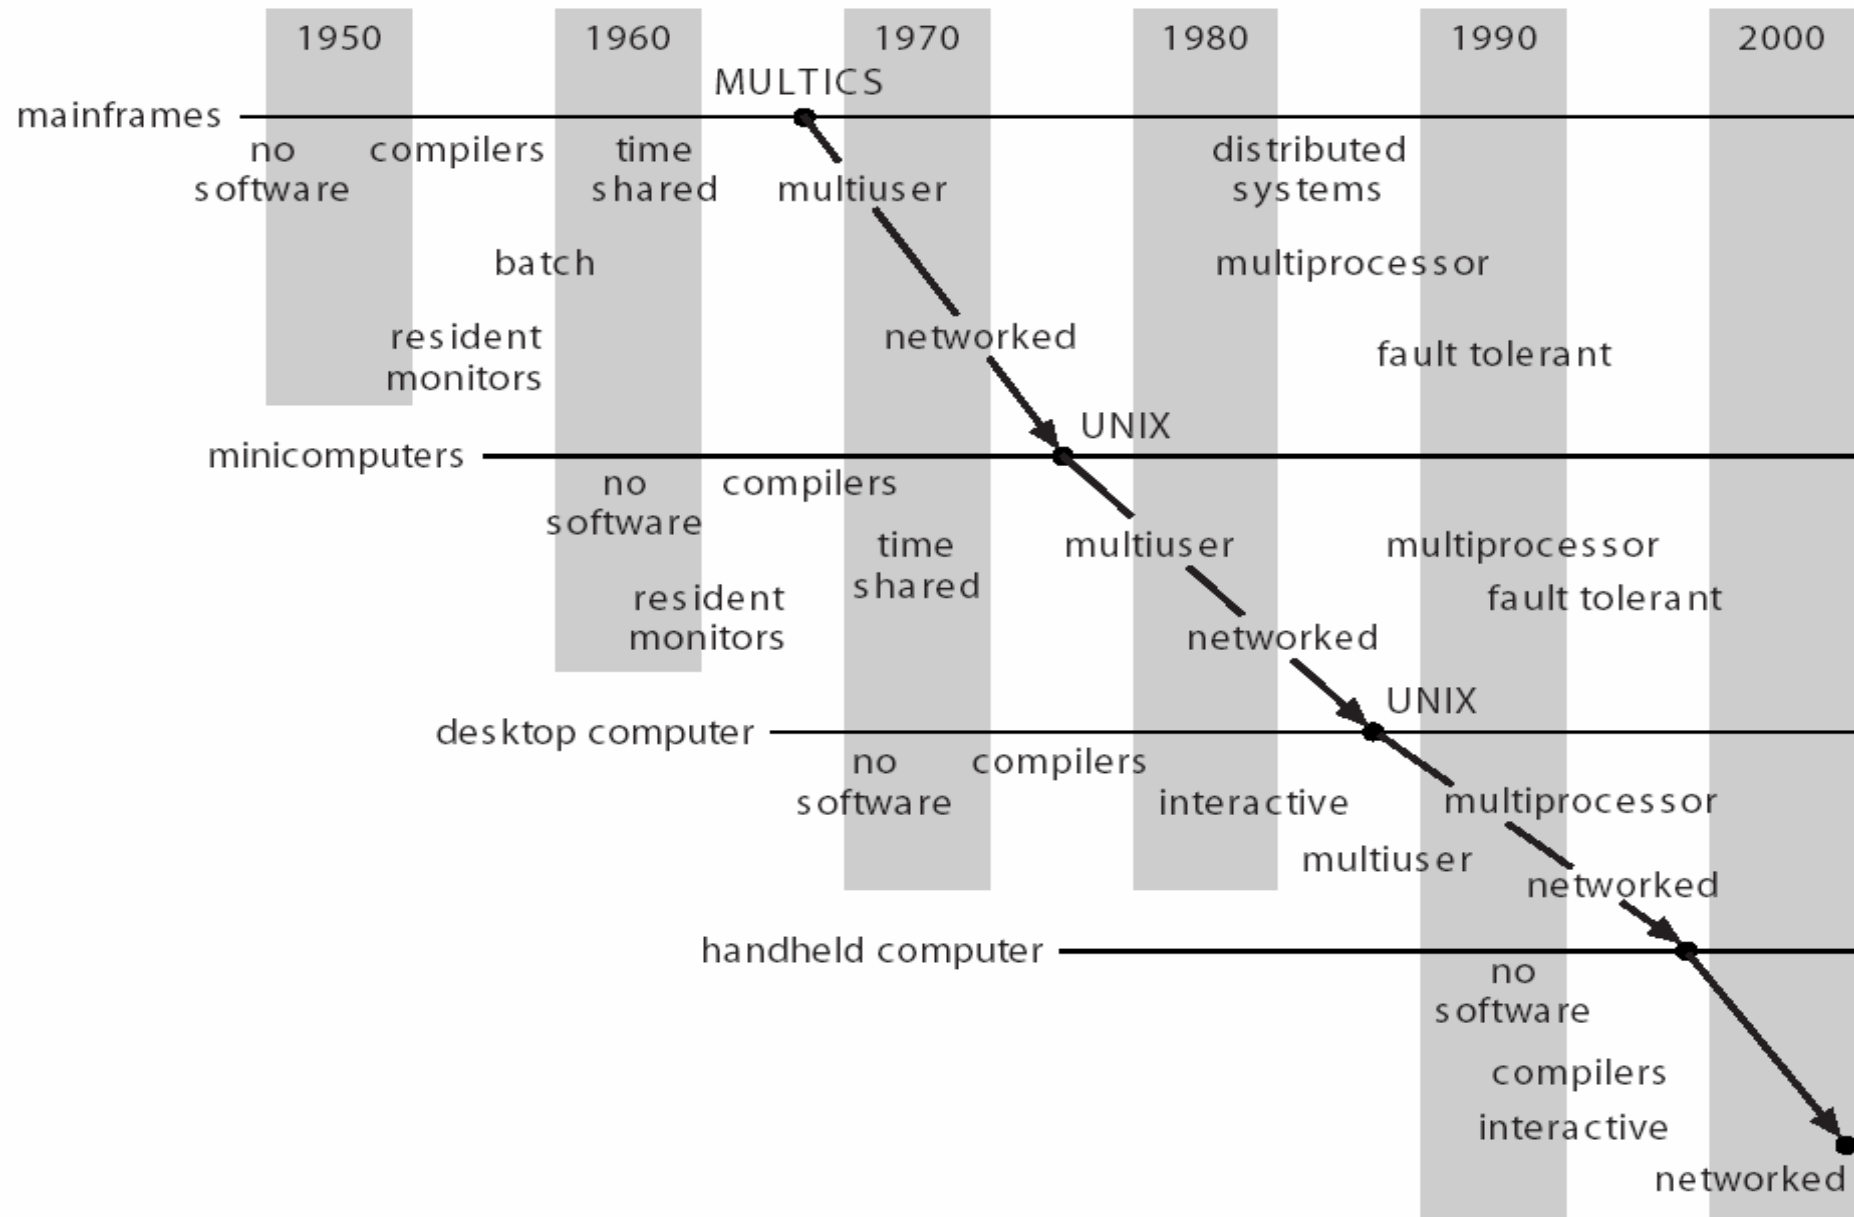 1950 1960 1970 1980 1990 2000
MULTICS
mainframes
no compilers time distributed
software shared multiuser systems
batch multiprocessor
resident networked fault tolerant
monitors
UNIX
minicomputers
no compilers
software
time multiuser multiprocessor
shared
resident fault tolerant
monitors networked
UNIX
desktop computer
no compilers
software interactive multiprocessor
multiuser
networked
handheld computer
no
software
compilers
interactive
networked